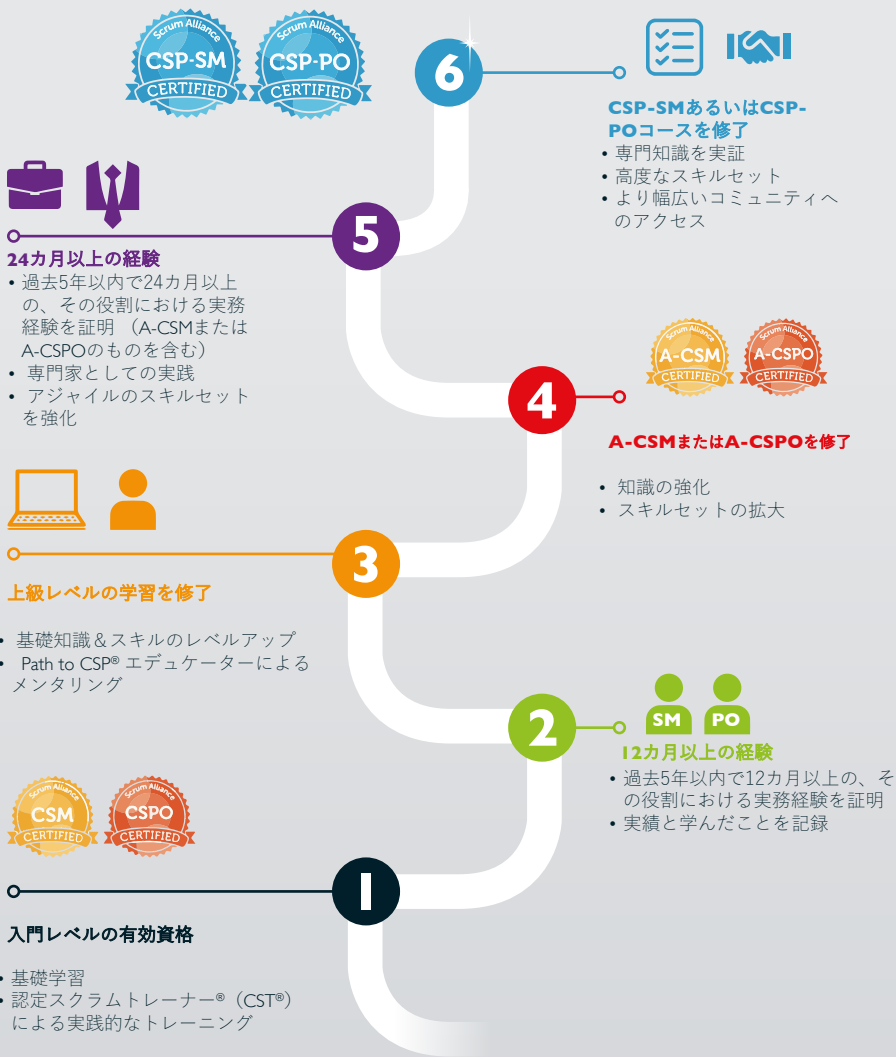 Scrum Alliance
CSP-SM
CERTIFIED
Scrum Alliance
CSP-PO
CERTIFIED
6
CSP-SMあるいはCSP-
POコースを修了
• 専門知識を実証
• 高度なスキルセット
• より幅広いコミュニティへ
のアクセス
5
24カ月以上の経験
• 過去5年以内で24カ月以上
の、その役割における実務
経験を証明 （A-CSMまたは
A-CSPOのものを含む）
• 専門家としての実践
• アジャイルのスキルセット
を強化
Scrum Alliance
A-CSM
CERTIFIED
Scrum Alliance
A-CSPO
CERTIFIED
4
A-CSMまたはA-CSPOを修了
• 知識の強化
• スキルセットの拡大
3
上級レベルの学習を修了
• 基礎知識＆スキルのレベルアップ
• Path to CSP® エデュケーターによる
メンタリング
SM
PO
2
12カ月以上の経験
• 過去5年以内で12カ月以上の、そ
の役割における実務経験を証明
• 実績と学んだことを記録
Scrum Alliance
CSM
CERTIFIED
Scrum Alliance
CSPO
CERTIFIED
1
入門レベルの有効資格
• 基礎学習
• 認定スクラムトレーナー®（CST®）
による実践的なトレーニング